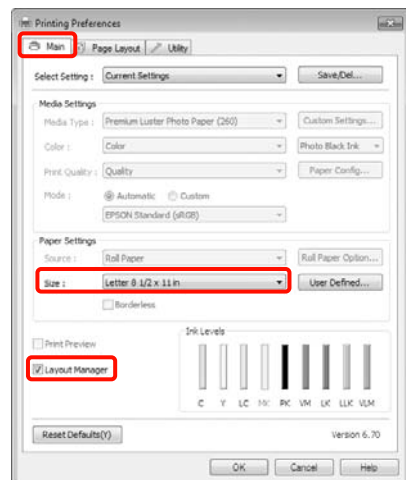 Printing Preferences
Main Page Layout Utility
Select Setting : Current Settings Save/Del...
Media Settings
Media Type : Premium Luster Photo Paper (260) Custom Settings...
Color : Color Photo Black Ink
Print Quality : Quality Paper Config...
Mode : Automatic Custom
EPSON Standard (sRGB)
Paper Settings
Source : Roll Paper Roll Paper Option...
Size : Letter 8 1/2 x 11 in User Defined...
Borderless
Ink Levels
Print Preview
Layout Manager
C Y LC MK PK VM LK LLK VLM
Reset Defaults(Y) Version 6.70
OK Cancel Help